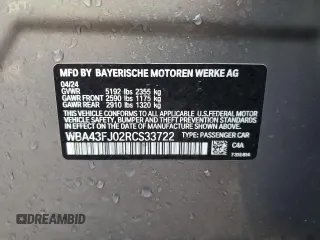 MFD BY BAYERISCHE MOTOREN WERKE AG
04/24
GVWR 5192 lbs 2355 kg
GAWR FRONT 2590 lbs 1175 kg
GAWR REAR 2910 lbs 1320 kg
THIS VEHICLE CONFORMS TO ALL APPLICABLE FEDERAL MOTOR VEHICLE SAFETY, BUMPER, AND THEFT PREVENTION STANDARDS IN EFFECT ON THE DATE OF MANUFACTURE SHOWN ABOVE.
WBA43FJ02RCS33722 TYPE: PASSENGER CAR
C4A
DREAMBID